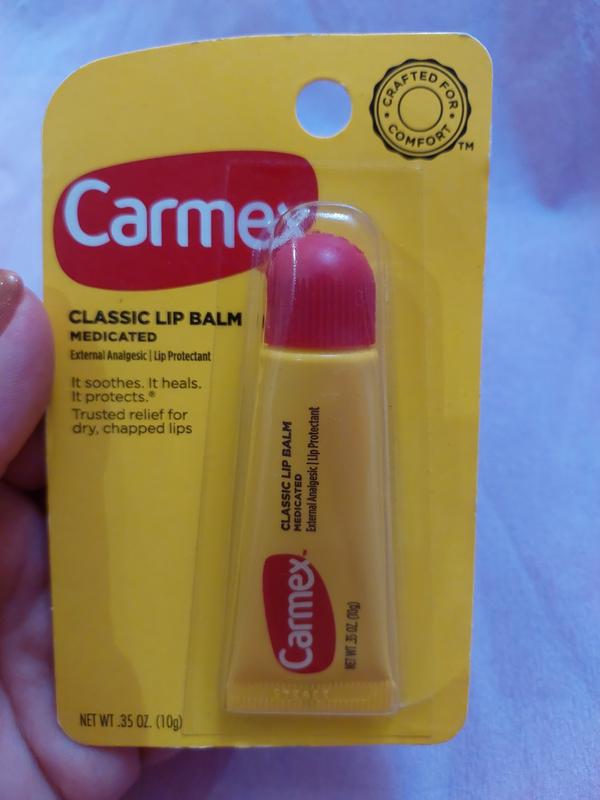 CRAFTED FOR
COMFORT
TM
Carmex
CLASSIC LIP BALM
MEDICATED
External Analgesic | Lip Protectant
It soothes. It heals.
It protects.®
Trusted relief for
dry, chapped lips
CLASSIC LIP BALM
MEDICATED
External Analgesic | Lip Protectant
Carmex™
NET WT .35 OZ. (10g)
NET WT .35 OZ. (10g)